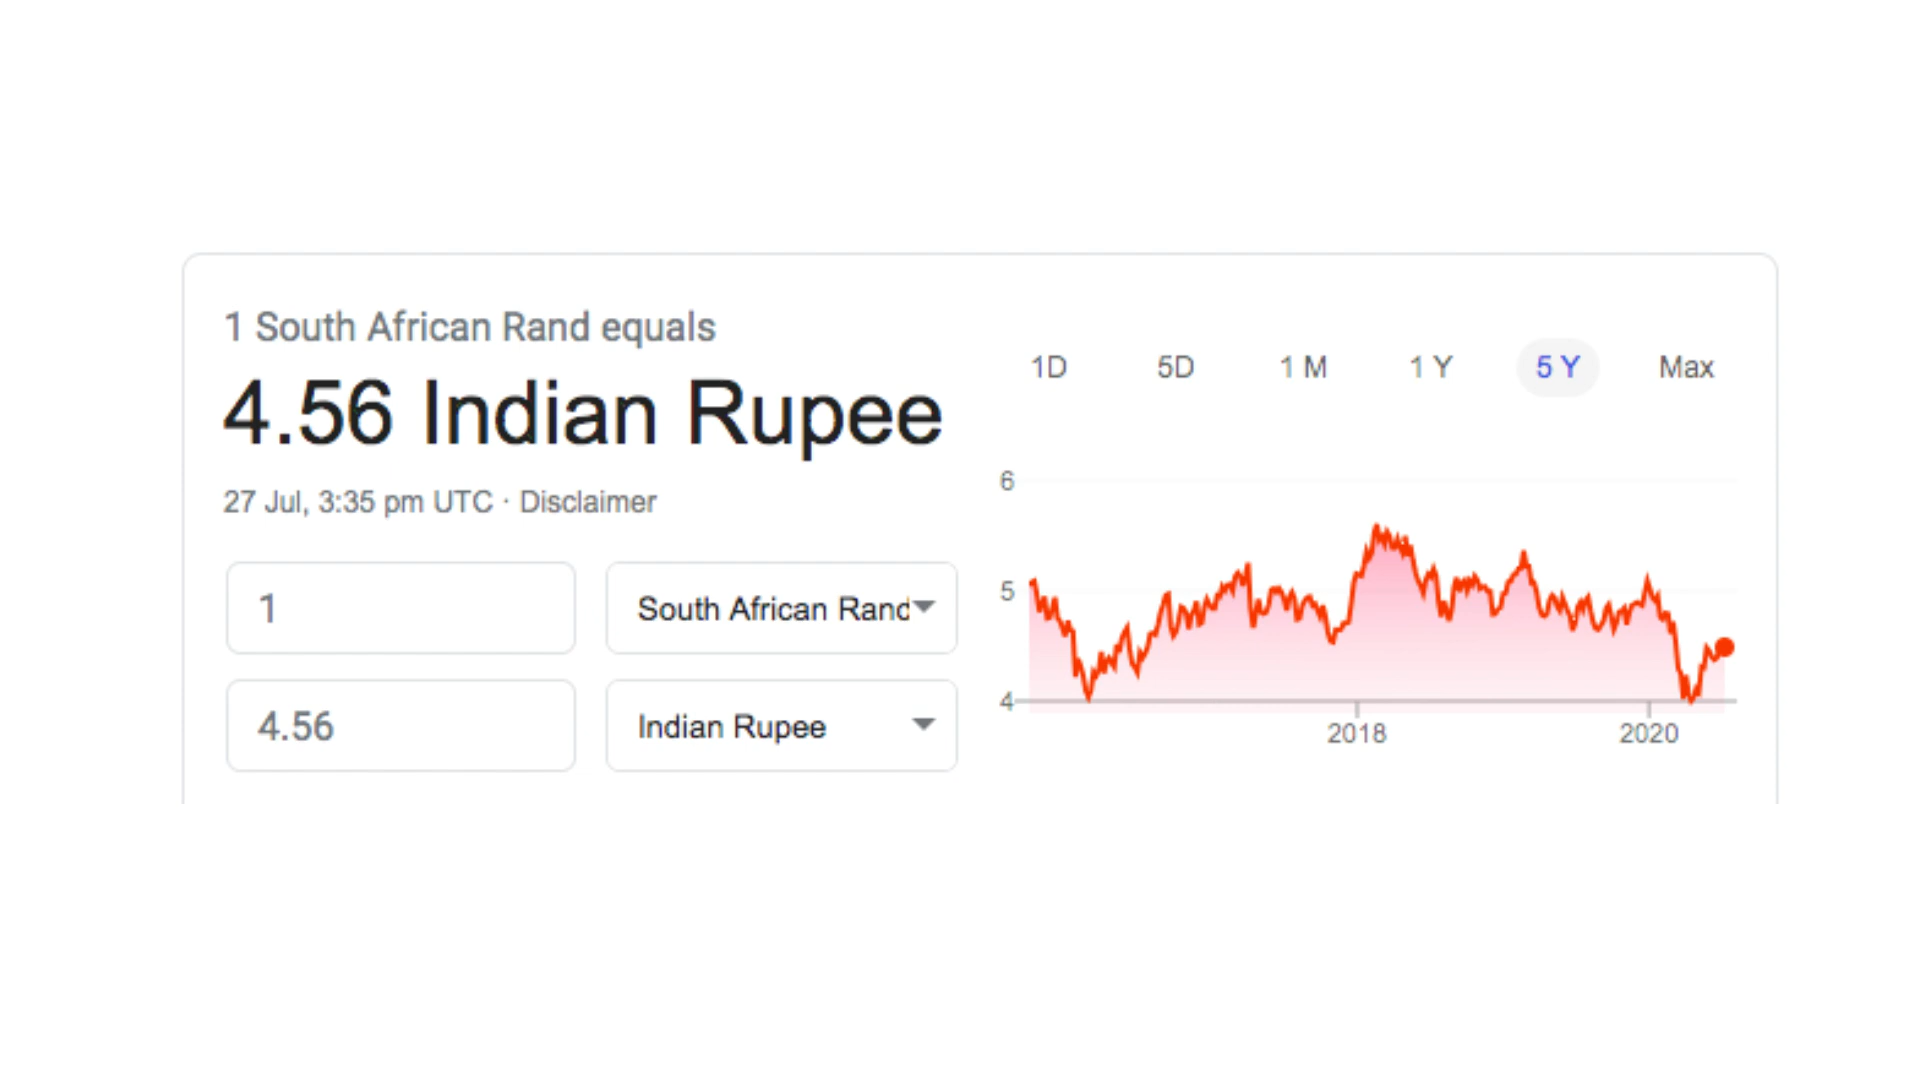 1 South African Rand equals
4.56 Indian Rupee
27 Jul, 3:35 pm UTC · Disclaimer
1
South African Rand
4.56
Indian Rupee
1D 5D 1 M 1 Y 5 Y Max
6
5
4
2018 2020